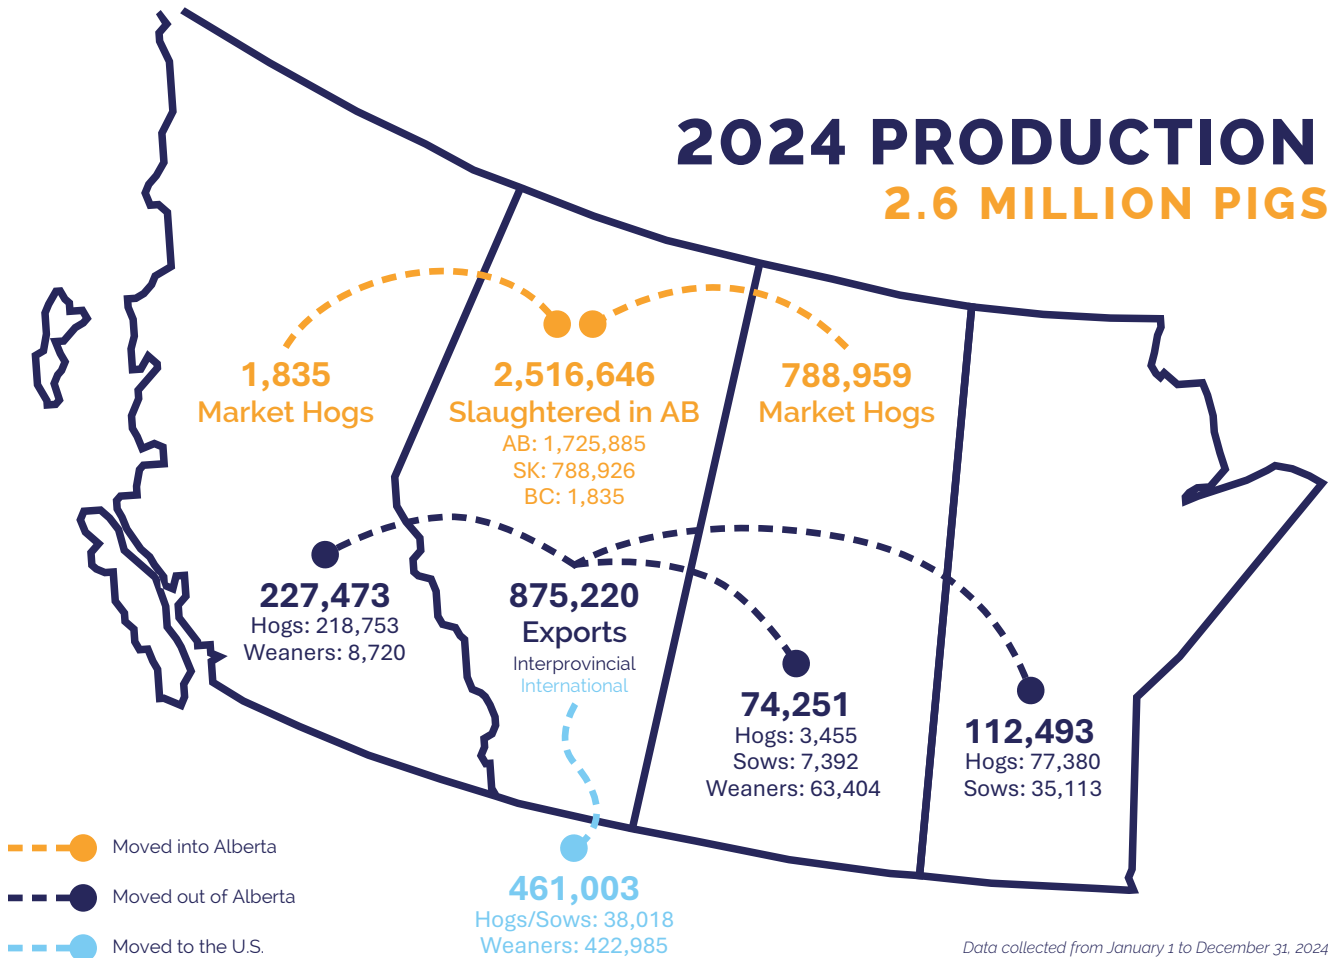 2024 PRODUCTION
2.6 MILLION PIGS
1,835
Market Hogs
2,516,646
Slaughtered in AB
AB: 1,725,885
SK: 788,926
BC: 1,835
788,959
Market Hogs
227,473
Hogs: 218,753
Weaners: 8,720
875,220
Exports
Interprovincial
International
74,251
Hogs: 3,455
Sows: 7,392
Weaners: 63,404
112,493
Hogs: 77,380
Sows: 35,113
461,003
Hogs/Sows: 38,018
Weaners: 422,985
Moved into Alberta
Moved out of Alberta
Moved to the U.S.
Data collected from January 1 to December 31, 2024